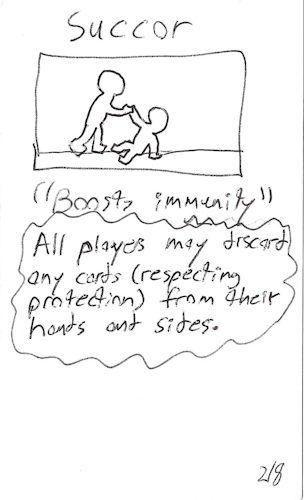 Succor
"Boosts immunity"
All players may discard
any cards (respecting
protection) from their
hands and sides.
2/8